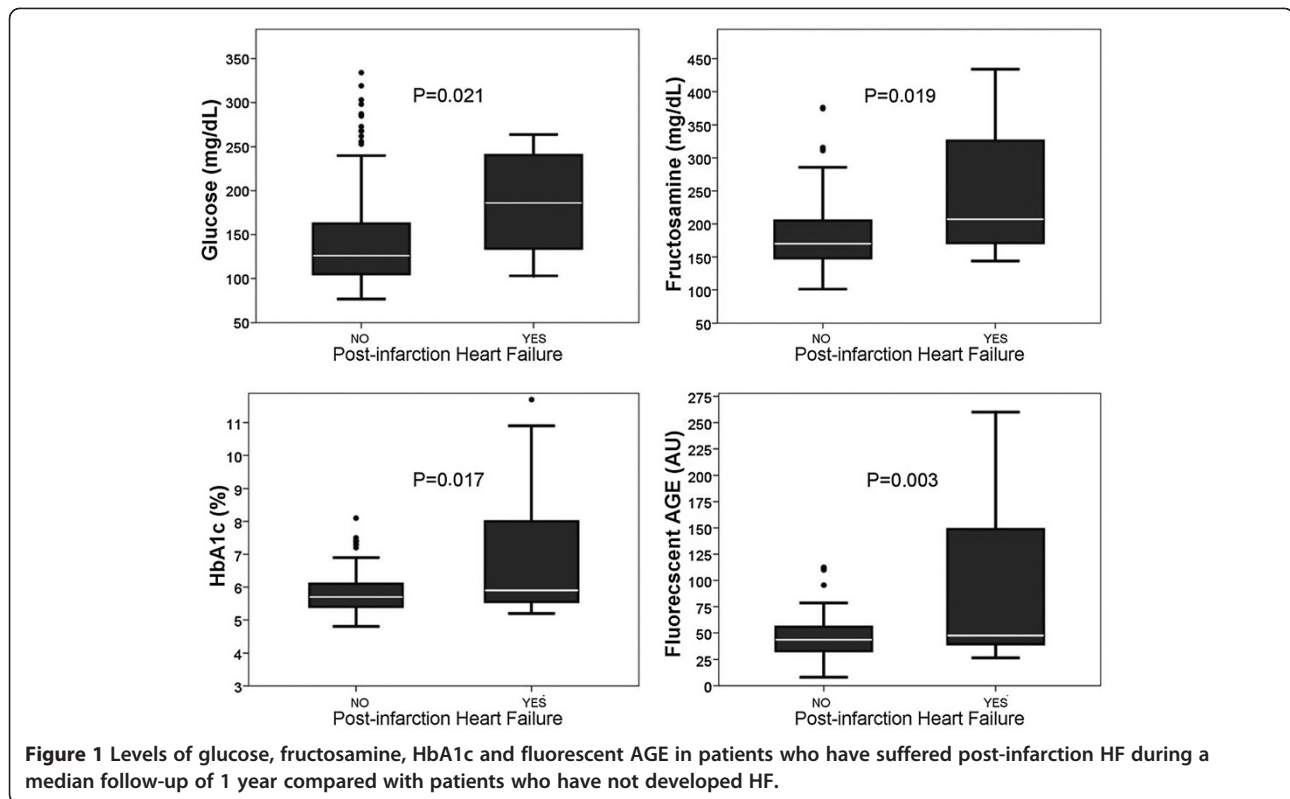 350
300
250
200
150
100
50
Glucose (mg/dL)
P=0.021
NO
YES
Post-infarction Heart Failure
450
400
350
300
250
200
150
100
50
Fructosamine (mg/dL)
P=0.019
NO
YES
Post-infarction Heart Failure
11
10
9
8
7
6
5
4
3
HbA1c (%)
P=0.017
NO
YES
Post-infarction Heart Failure
275
250
225
200
175
150
125
100
75
50
25
0
Fluorecscent AGE (AU)
P=0.003
NO
YES
Post-infarction Heart Failure
Figure 1 Levels of glucose, fructosamine, HbA1c and fluorescent AGE in patients who have suffered post-infarction HF during a
median follow-up of 1 year compared with patients who have not developed HF.